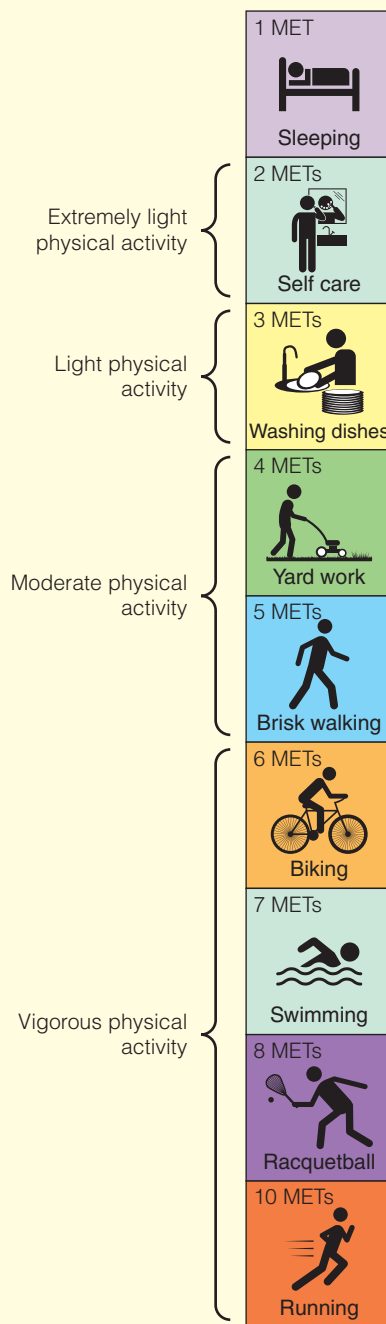 1 MET
Sleeping
Extremely light
physical activity
2 METs
Self care
Light physical
activity
3 METs
Washing dishes
Moderate physical
activity
4 METs
Yard work
5 METs
Brisk walking
Vigorous physical
activity
6 METs
Biking
7 METs
Swimming
8 METs
Racquetball
10 METs
Running